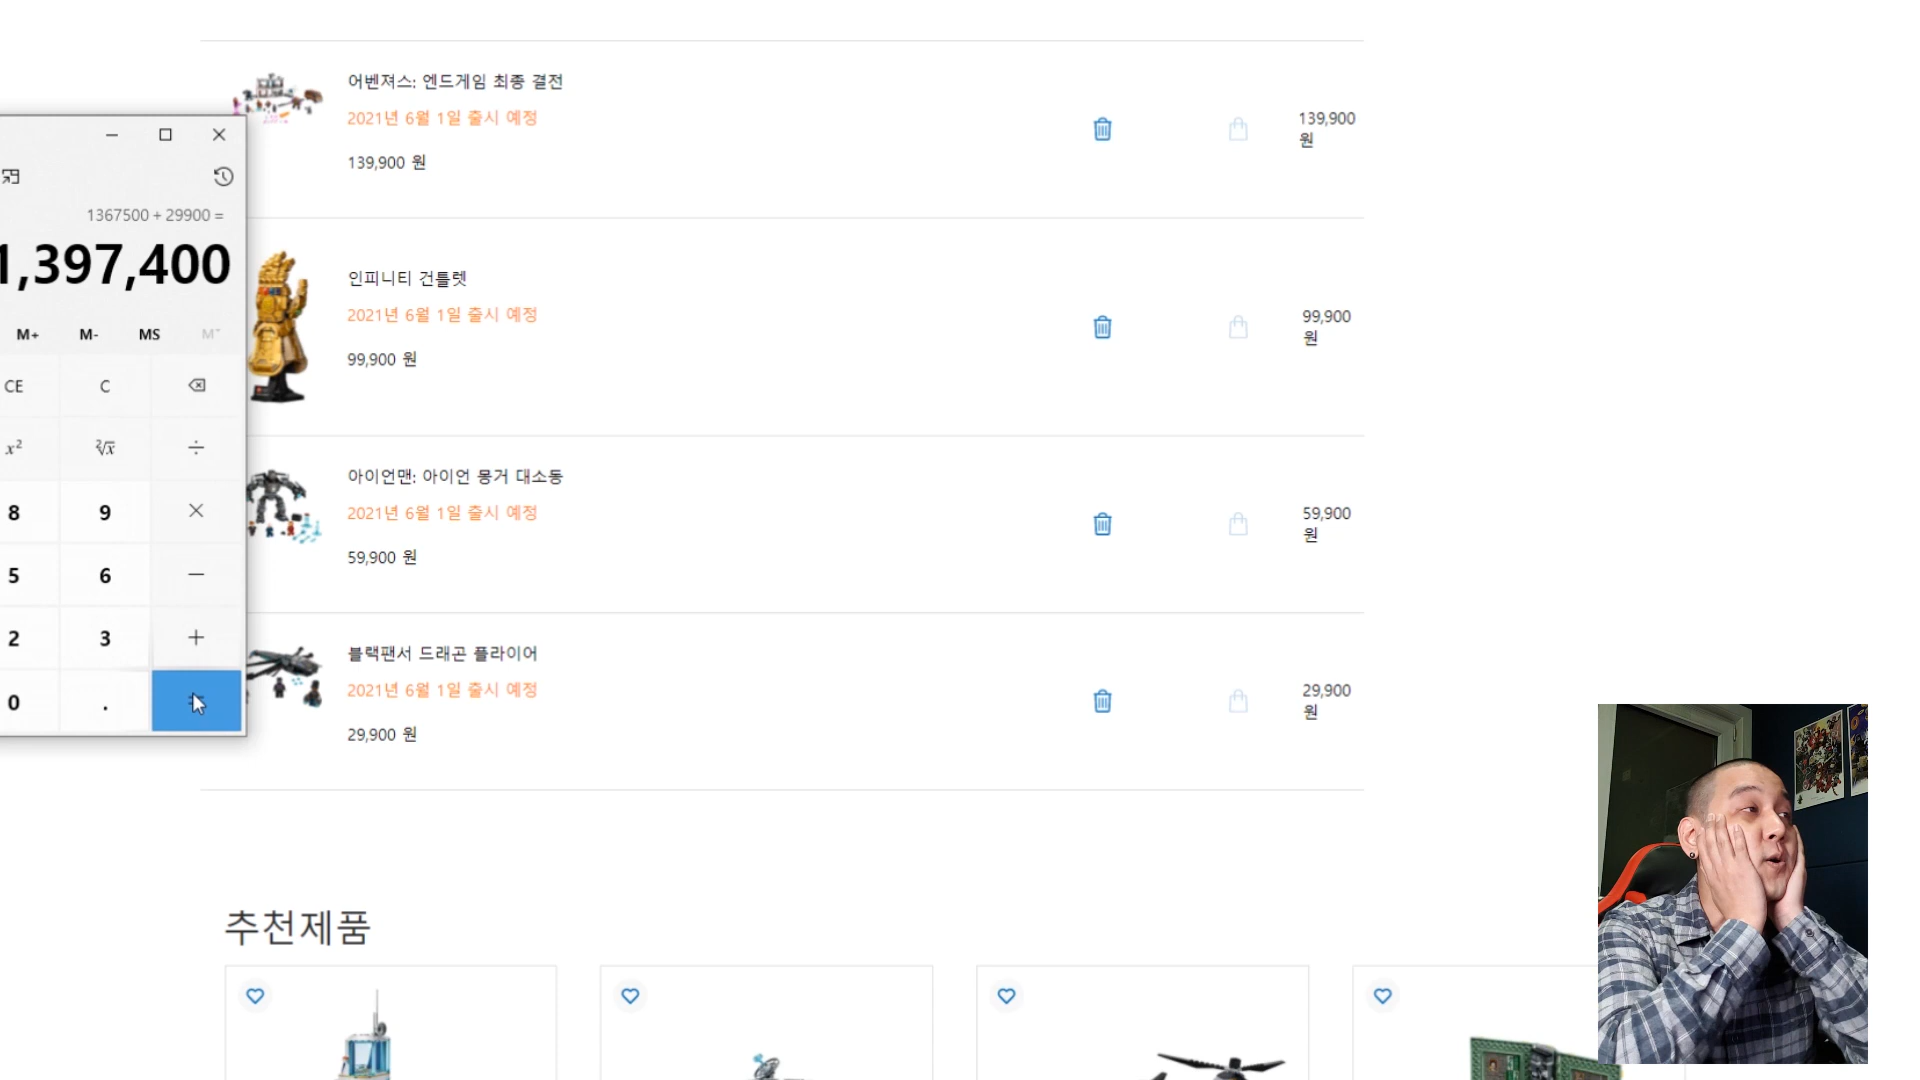 어벤져스: 엔드게임 최종 결전
2021년 6월 1일 출시 예정
139,900 원
139,900
원
1367500 + 29900 =
1,397,400
M+ M- MS M
CE C
x² ²√x ÷
8 9 ×
5 6 −
2 3 +
0 .
인피니티 건틀렛
2021년 6월 1일 출시 예정
99,900 원
99,900
원
아이언맨: 아이언 몽거 대소동
2021년 6월 1일 출시 예정
59,900 원
59,900
원
블랙팬서 드래곤 플라이어
2021년 6월 1일 출시 예정
29,900 원
29,900
원
추천제품